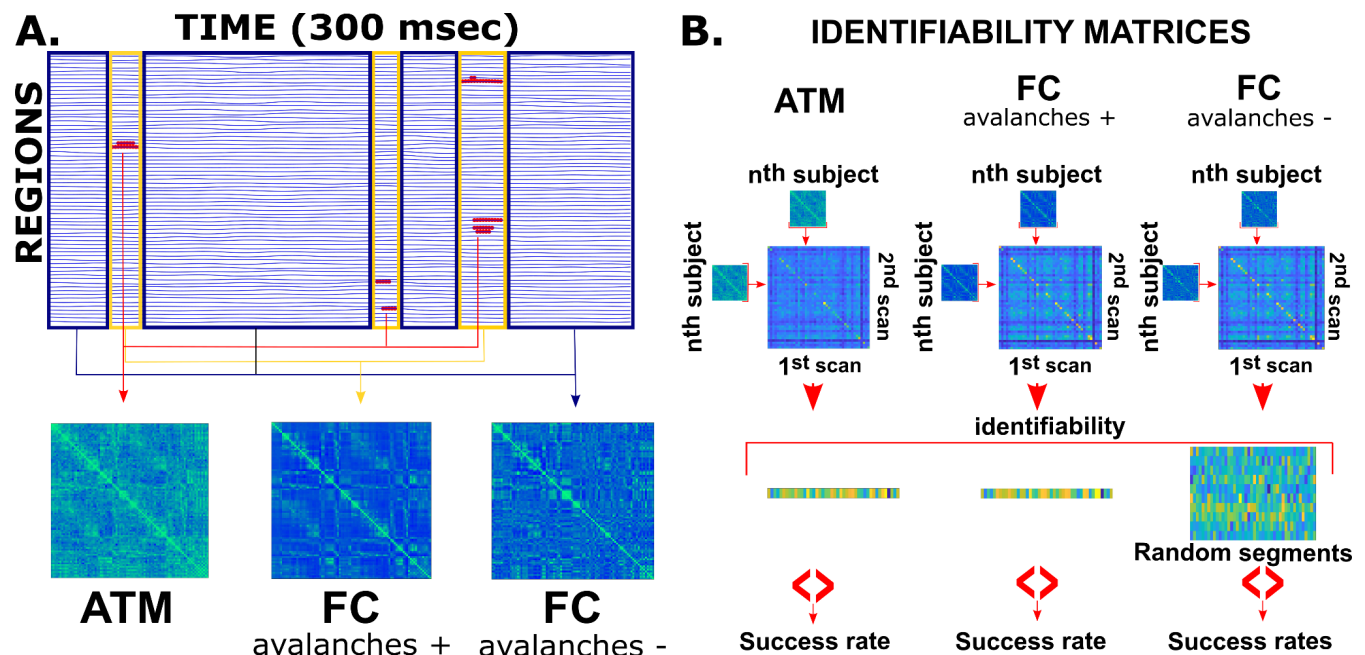 A.
TIME (300 msec)
REGIONS
ATM
FC
avalanches +
FC
avalanches -
B.
IDENTIFIABILITY MATRICES
ATM
FC
avalanches +
FC
avalanches -
nth subject
nth subject
2nd scan
1st scan
nth subject
nth subject
2nd scan
1st scan
nth subject
nth subject
2nd scan
1st scan
identifiability
Random segments
<>
<>
<>
Success rate
Success rate
Success rates